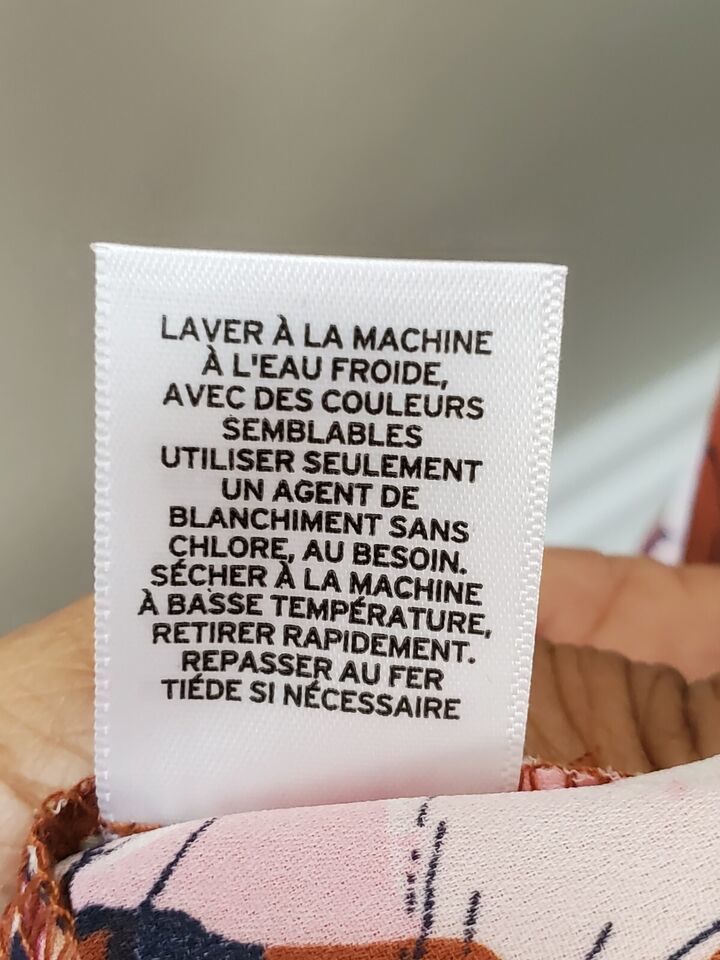 LAVER À LA MACHINE
À L'EAU FROIDE,
AVEC DES COULEURS
SEMBLABLES
UTILISER SEULEMENT
UN AGENT DE
BLANCHIMENT SANS
CHLORE, AU BESOIN.
SÉCHER À LA MACHINE
À BASSE TEMPÉRATURE,
RETIRER RAPIDEMENT.
REPASSER AU FER
TIÉDE SI NÉCESSAIRE